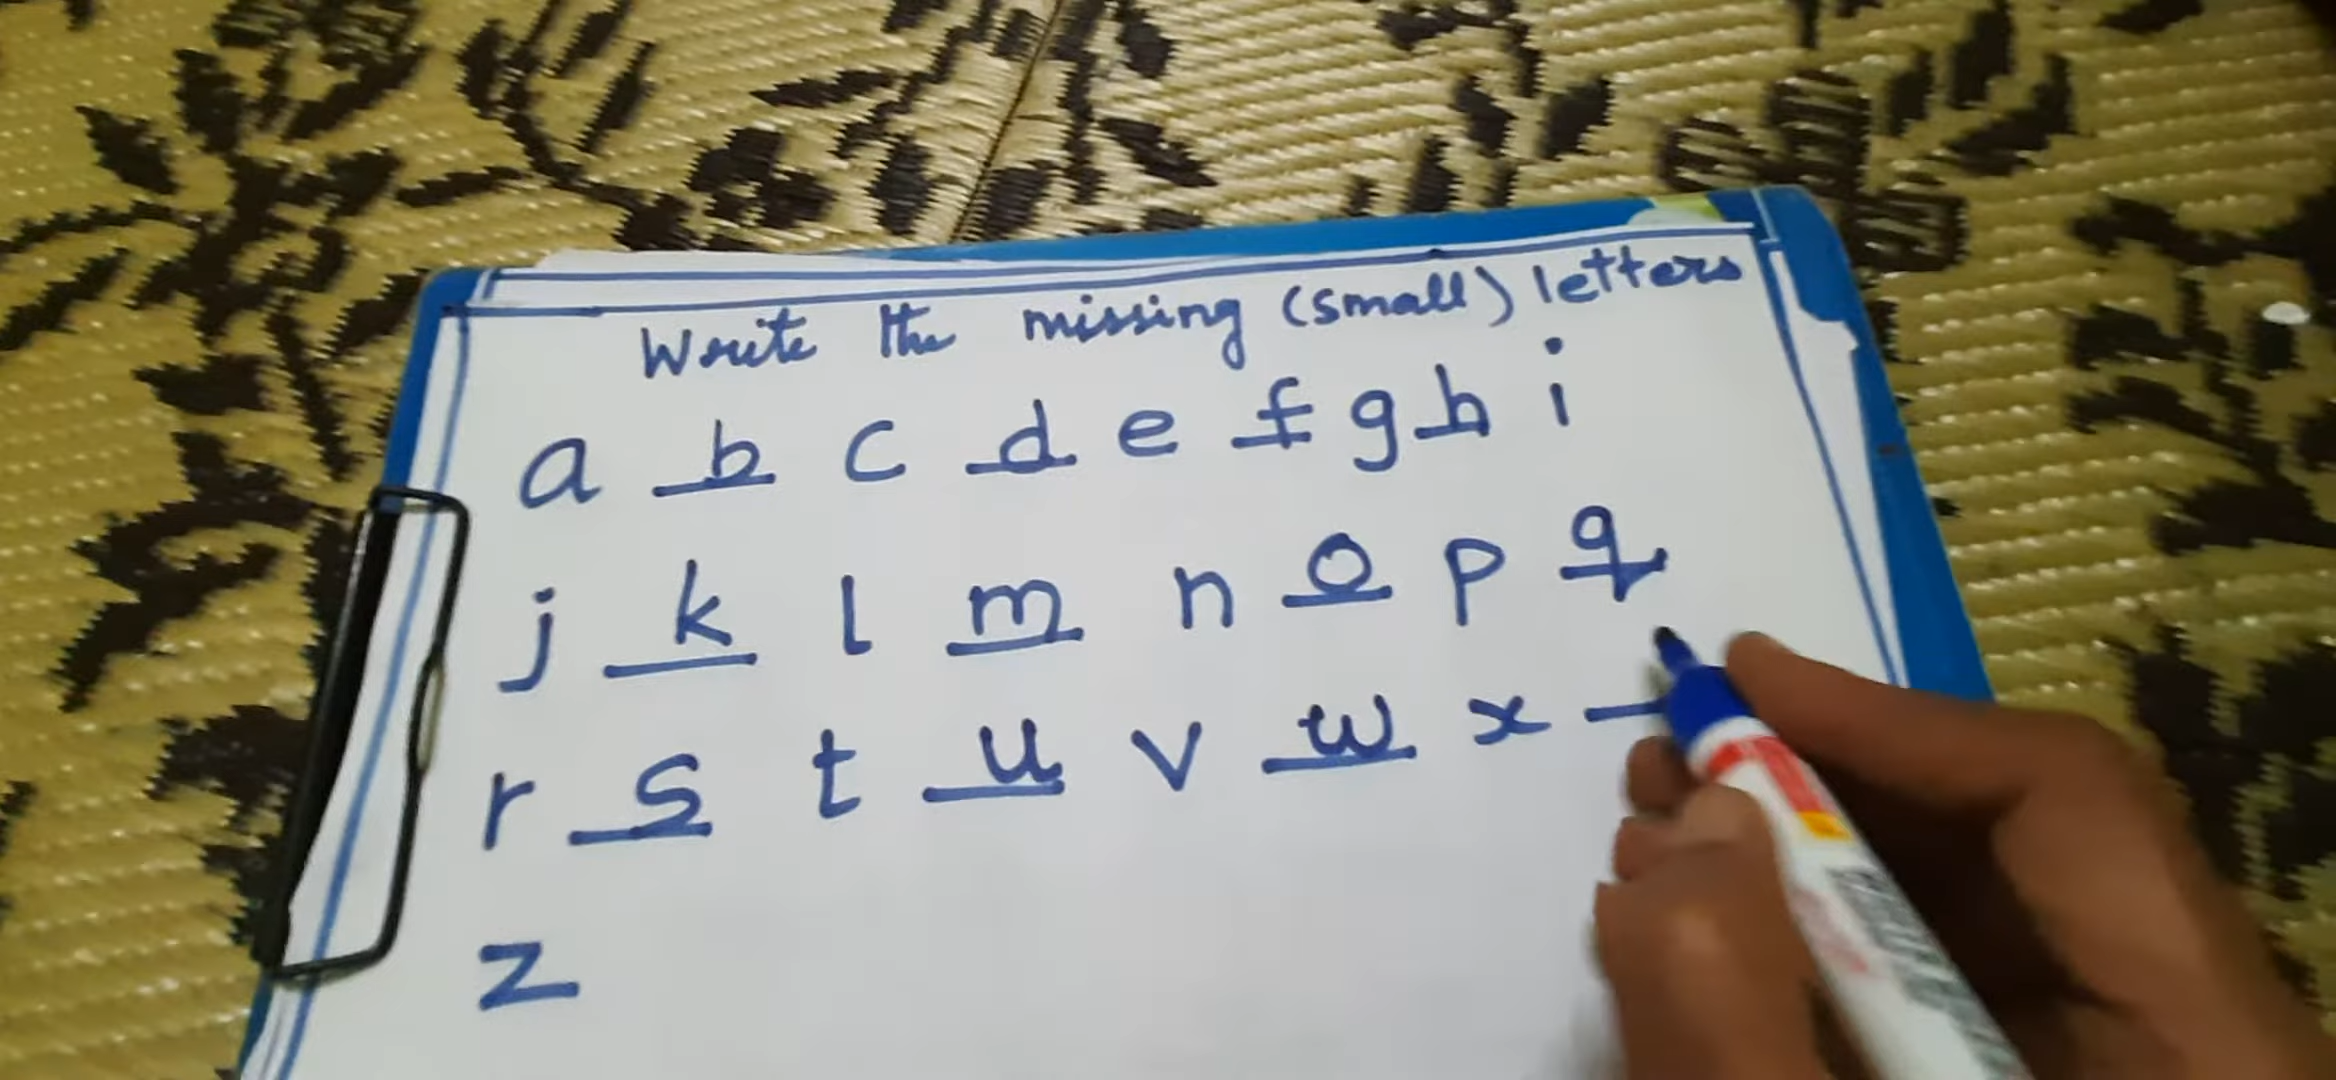 Write the missing (small) letters
a b c d e f g h i
j k l m n o p q
r s t u v w x _
z